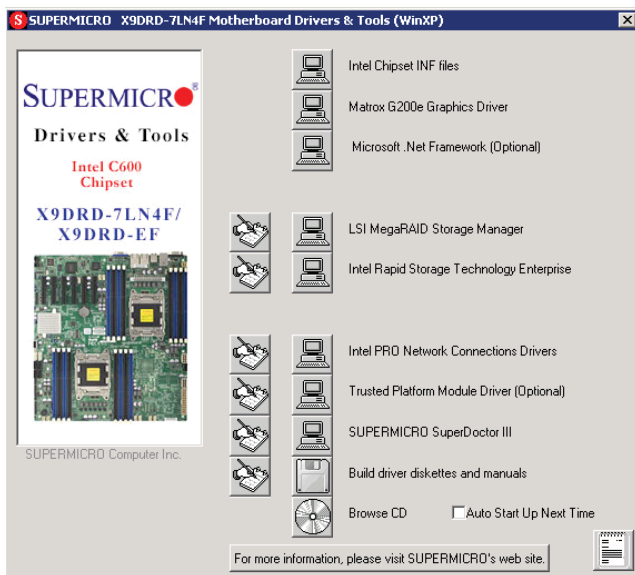 S SUPERMICRO X9DRD-7LN4F Motherboard Drivers & Tools (WinXP)
SUPERMICRO®
Drivers & Tools
Intel C600
Chipset
X9DRD-7LN4F/
X9DRD-EF
SUPERMICRO Computer Inc.
Intel Chipset INF files
Matrox G200e Graphics Driver
Microsoft .Net Framework (Optional)
LSI MegaRAID Storage Manager
Intel Rapid Storage Technology Enterprise
Intel PRO Network Connections Drivers
Trusted Platform Module Driver (Optional)
SUPERMICRO SuperDoctor III
Build driver diskettes and manuals
Browse CD Auto Start Up Next Time
For more information, please visit SUPERMICRO's web site.